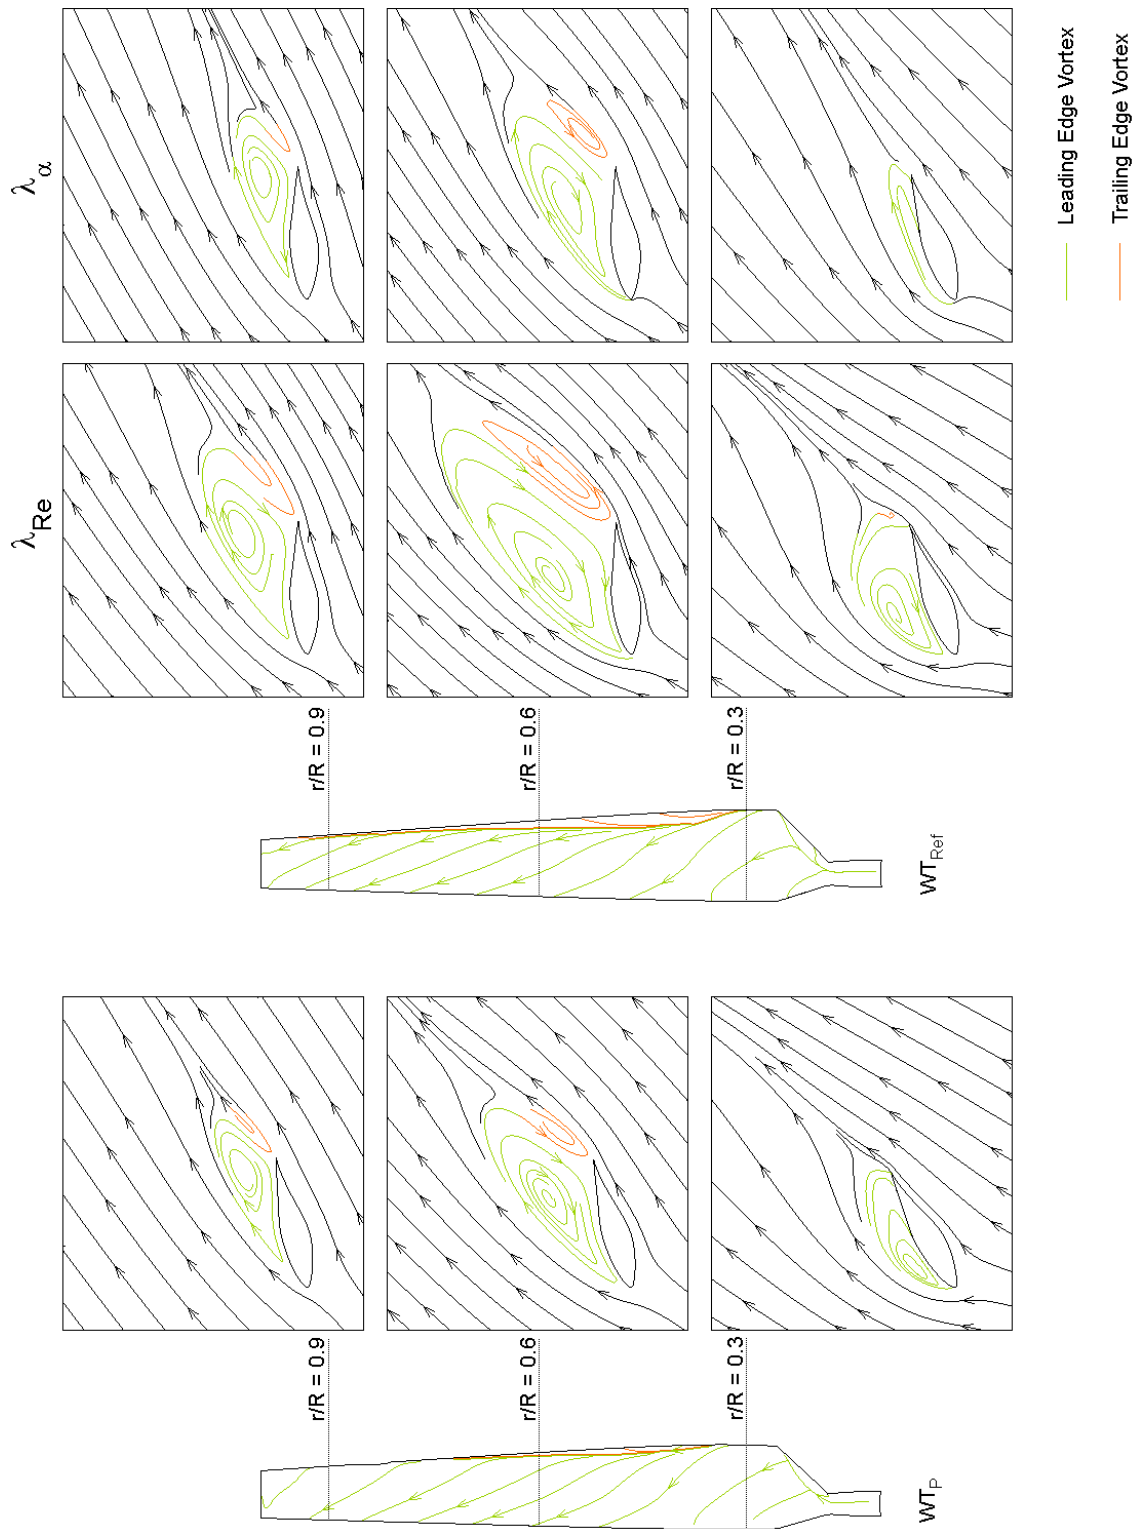 λα
λRe
r/R = 0.9
r/R = 0.6
r/R = 0.3
WTRef
r/R = 0.9
r/R = 0.6
r/R = 0.3
WTP
Leading Edge Vortex
Trailing Edge Vortex